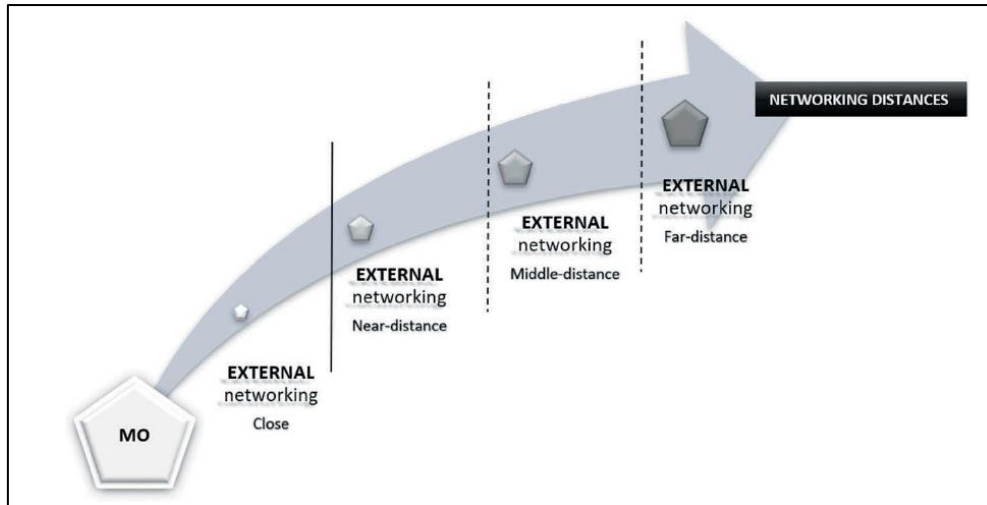 NETWORKING DISTANCES
EXTERNAL
networking
Far-distance
EXTERNAL
networking
Middle-distance
EXTERNAL
networking
Near-distance
EXTERNAL
networking
Close
MO